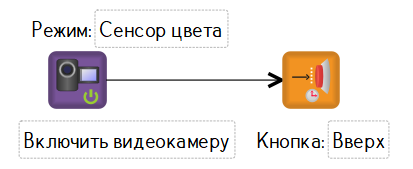 Режим: Сенсор цвета
Включить видеокамеру
Кнопка: Вверх